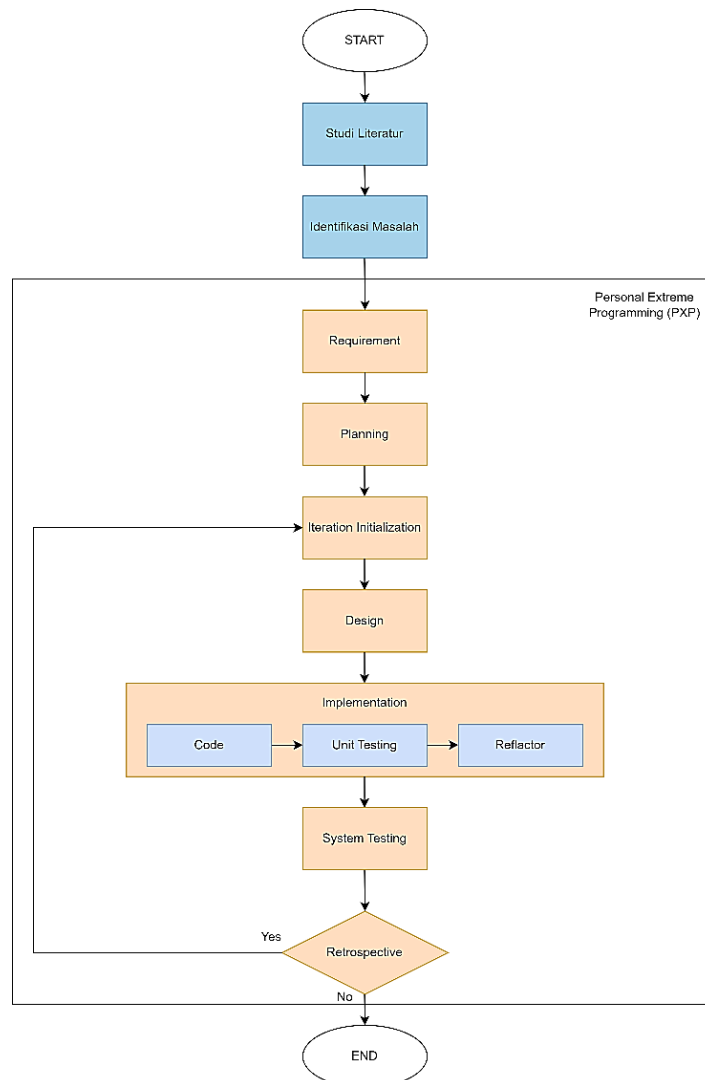 START
Studi Literatur
Identifikasi Masalah
Personal Extreme
Programming (PXP)
Requirement
Planning
Iteration Initialization
Design
Implementation
Code
Unit Testing
Reflactor
System Testing
Yes
Retrospective
No
END